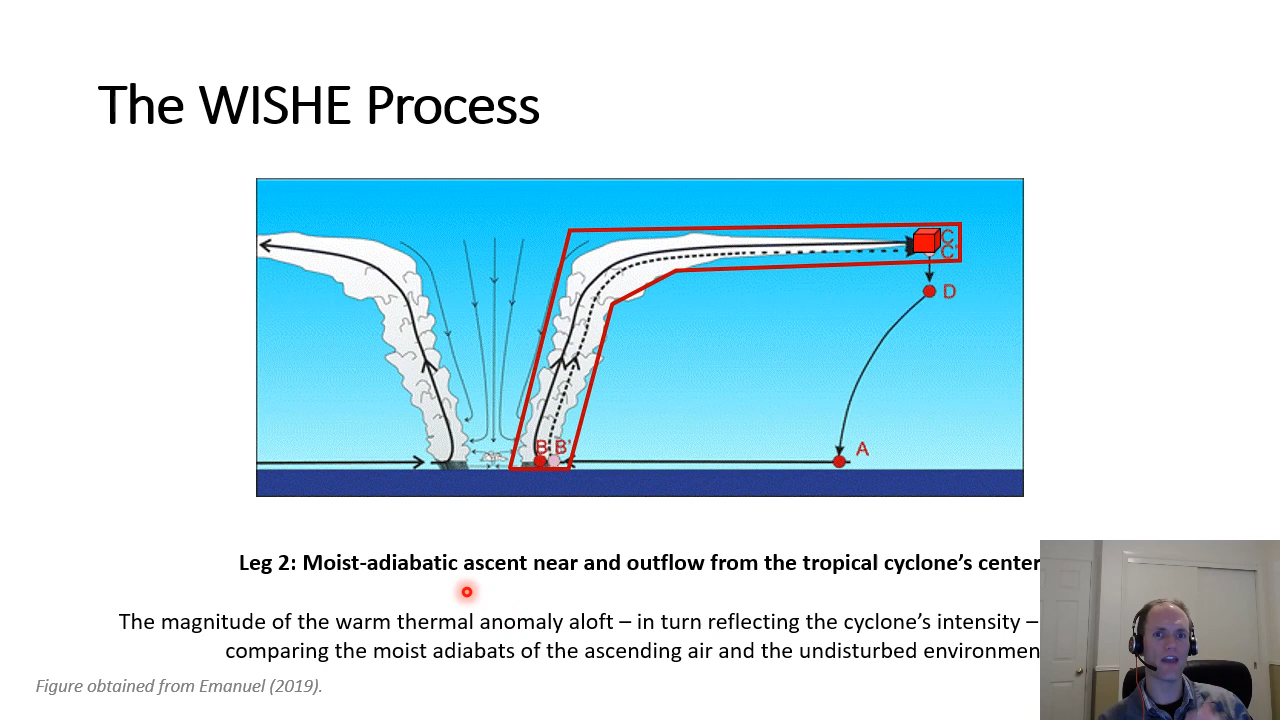 The WISHE Process
C
C'
D
B B'
A
Leg 2: Moist-adiabatic ascent near and outflow from the tropical cyclone’s center
The magnitude of the warm thermal anomaly aloft – in turn reflecting the cyclone’s intensity –
comparing the moist adiabats of the ascending air and the undisturbed environmen
Figure obtained from Emanuel (2019).